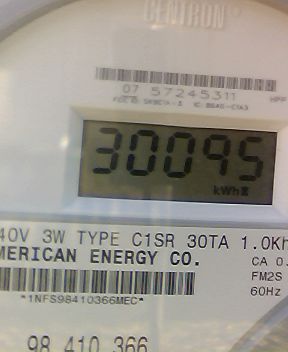 CENTRON
07 57245311
30095
kWh
40V 3W TYPE C1SR 30TA 1.0Kh
MERICAN ENERGY CO.
CA 0.
FM2S
60Hz
*1NFS98410366MEC*
98 410 366